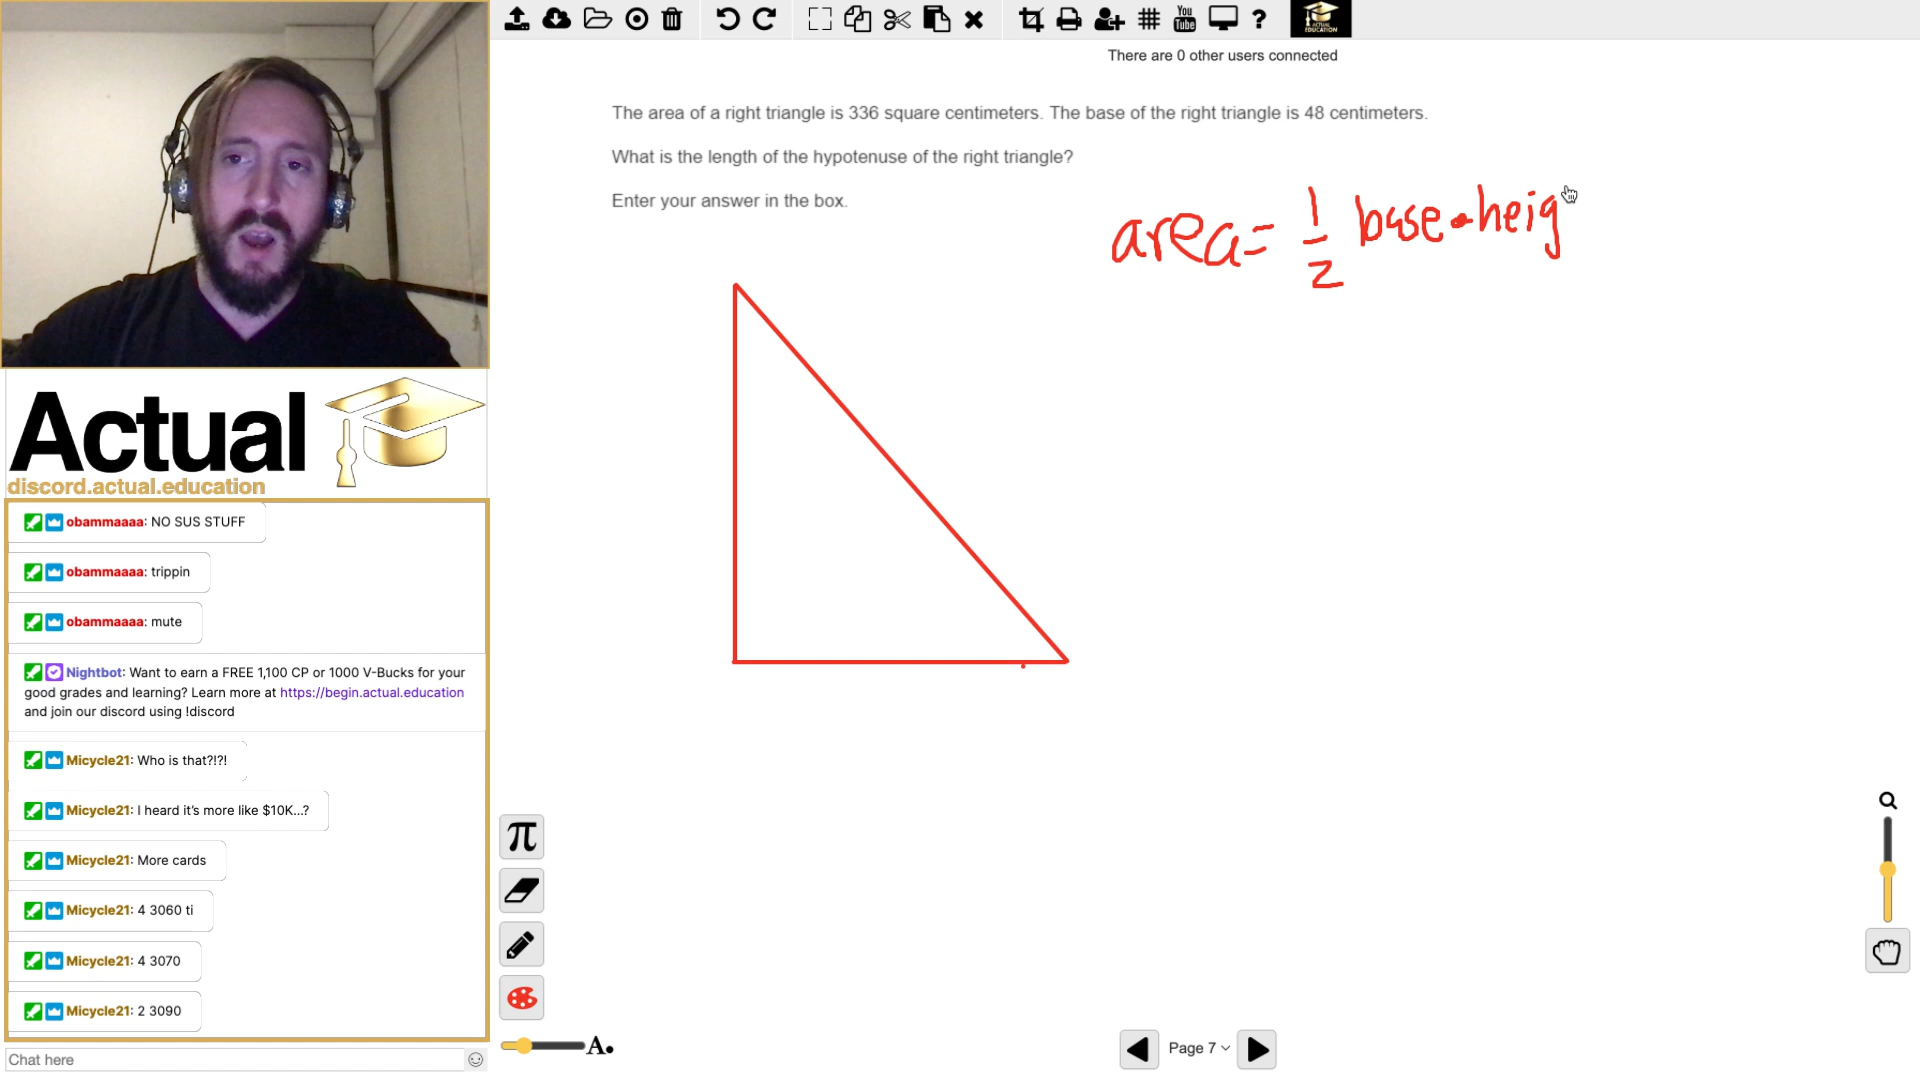 You
Tube
?
ACTUAL
EDUCATION
There are 0 other users connected
The area of a right triangle is 336 square centimeters. The base of the right triangle is 48 centimeters.
What is the length of the hypotenuse of the right triangle?
Enter your answer in the box.
area = 1/2 base • heig
Actual
discord.actual.education
obammaaaa: NO SUS STUFF
obammaaaa: trippin
obammaaaa: mute
Nightbot: Want to earn a FREE 1,100 CP or 1000 V-Bucks for your
good grades and learning? Learn more at https://begin.actual.education
and join our discord using !discord
Micycle21: Who is that?!?!
Micycle21: I heard it's more like $10K...?
Micycle21: More cards
Micycle21: 4 3060 ti
Micycle21: 4 3070
Micycle21: 2 3090
Chat here
π
A.
Page 7